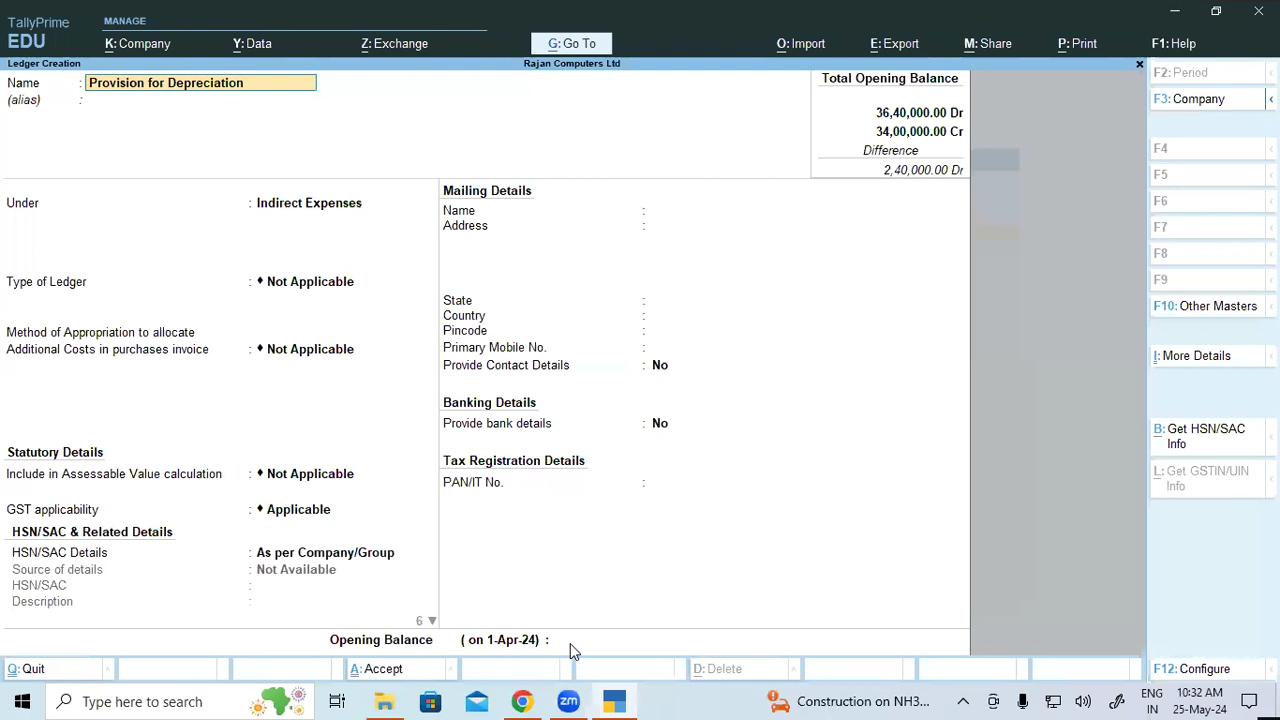 TallyPrime
EDU
MANAGE
K: Company
Y: Data
Z: Exchange
G: Go To
O: Import
E: Export
M: Share
P: Print
F1: Help
Ledger Creation
Rajan Computers Ltd
Name : Provision for Depreciation
(alias) :
Total Opening Balance
36,40,000.00 Dr
34,00,000.00 Cr
Difference
2,40,000.00 Dr
Under : Indirect Expenses
Type of Ledger : ♦ Not Applicable
Method of Appropriation to allocate
Additional Costs in purchases invoice : ♦ Not Applicable
Statutory Details
Include in Assessable Value calculation : ♦ Not Applicable
GST applicability : ♦ Applicable
HSN/SAC & Related Details
HSN/SAC Details : As per Company/Group
Source of details : Not Available
HSN/SAC :
Description :
6 ▼
Mailing Details
Name :
Address :
State :
Country :
Pincode :
Primary Mobile No. :
Provide Contact Details : No
Banking Details
Provide bank details : No
Tax Registration Details
PAN/IT No. :
Opening Balance ( on 1-Apr-24) :
F2: Period
F3: Company
F4
F5
F6
F7
F8
F9
F10: Other Masters
I: More Details
B: Get HSN/SAC
Info
L: Get GSTIN/UIN
Info
F12: Configure
Q: Quit
A: Accept
D: Delete
Type here to search
zm
Construction on NH3...
ENG
IN
10:32 AM
25-May-24